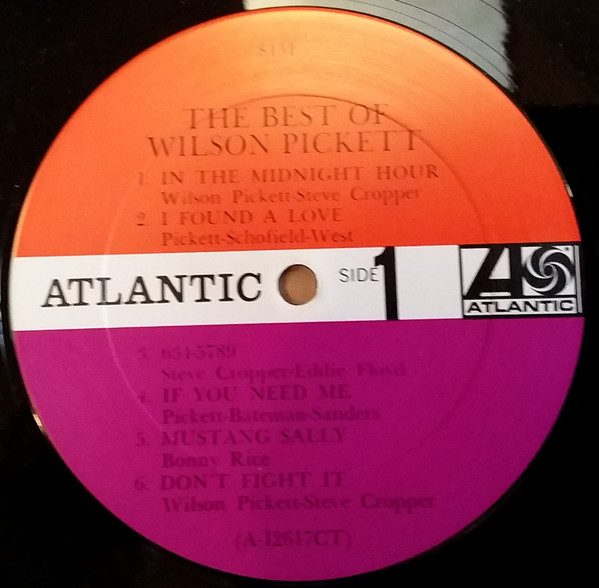 8151
THE BEST OF
WILSON PICKETT
1. IN THE MIDNIGHT HOUR
Wilson Pickett-Steve Cropper
2. I FOUND A LOVE
Pickett-Schofield-West
ATLANTIC
SIDE 1
ATLANTIC
3. 634-5789
Steve Cropper-Eddie Floyd
4. IF YOU NEED ME
Pickett-Bateman-Sanders
5. MUSTANG SALLY
Bonny Rice
6. DON'T FIGHT IT
Wilson Pickett-Steve Cropper
(A-12617CT)